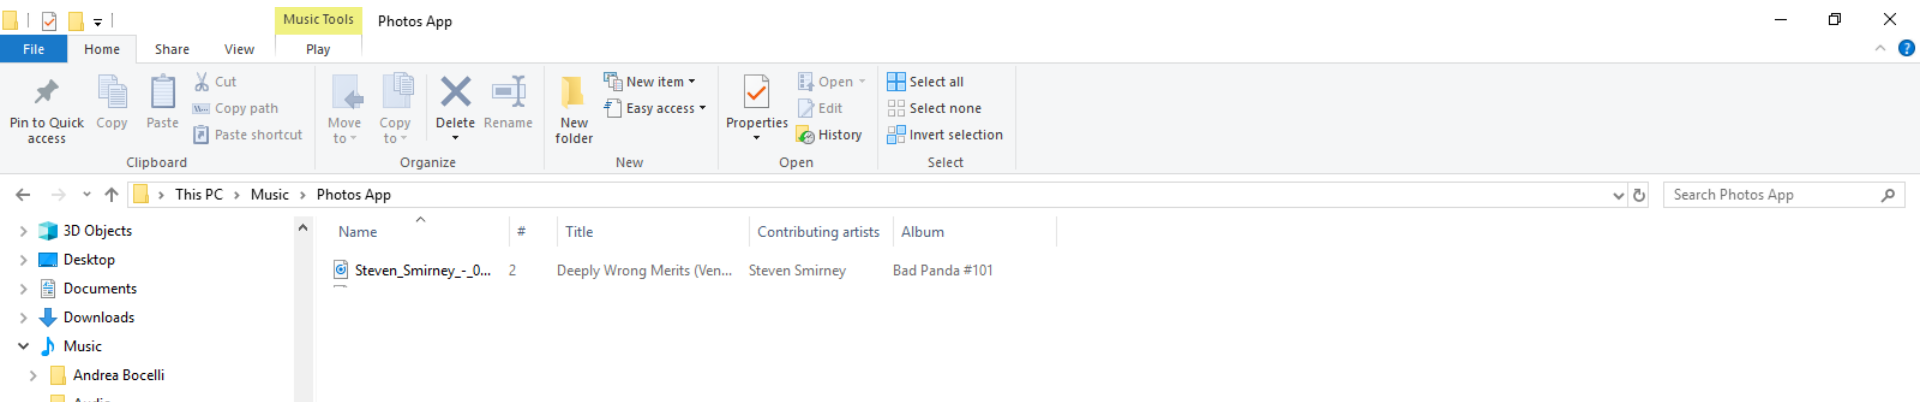 Music Tools
Photos App
File
Home
Share
View
Play
Pin to Quick access
Copy
Paste
Cut
Copy path
Paste shortcut
Clipboard
Move to
Copy to
Delete
Rename
Organize
New folder
New item
Easy access
New
Properties
Open
Edit
History
Open
Select all
Select none
Invert selection
Select
This PC > Music > Photos App
Search Photos App
3D Objects
Desktop
Documents
Downloads
Music
Andrea Bocelli
Name
#
Title
Contributing artists
Album
Steven_Smirney_-_0...
2
Deeply Wrong Merits (Ven...
Steven Smirney
Bad Panda #101